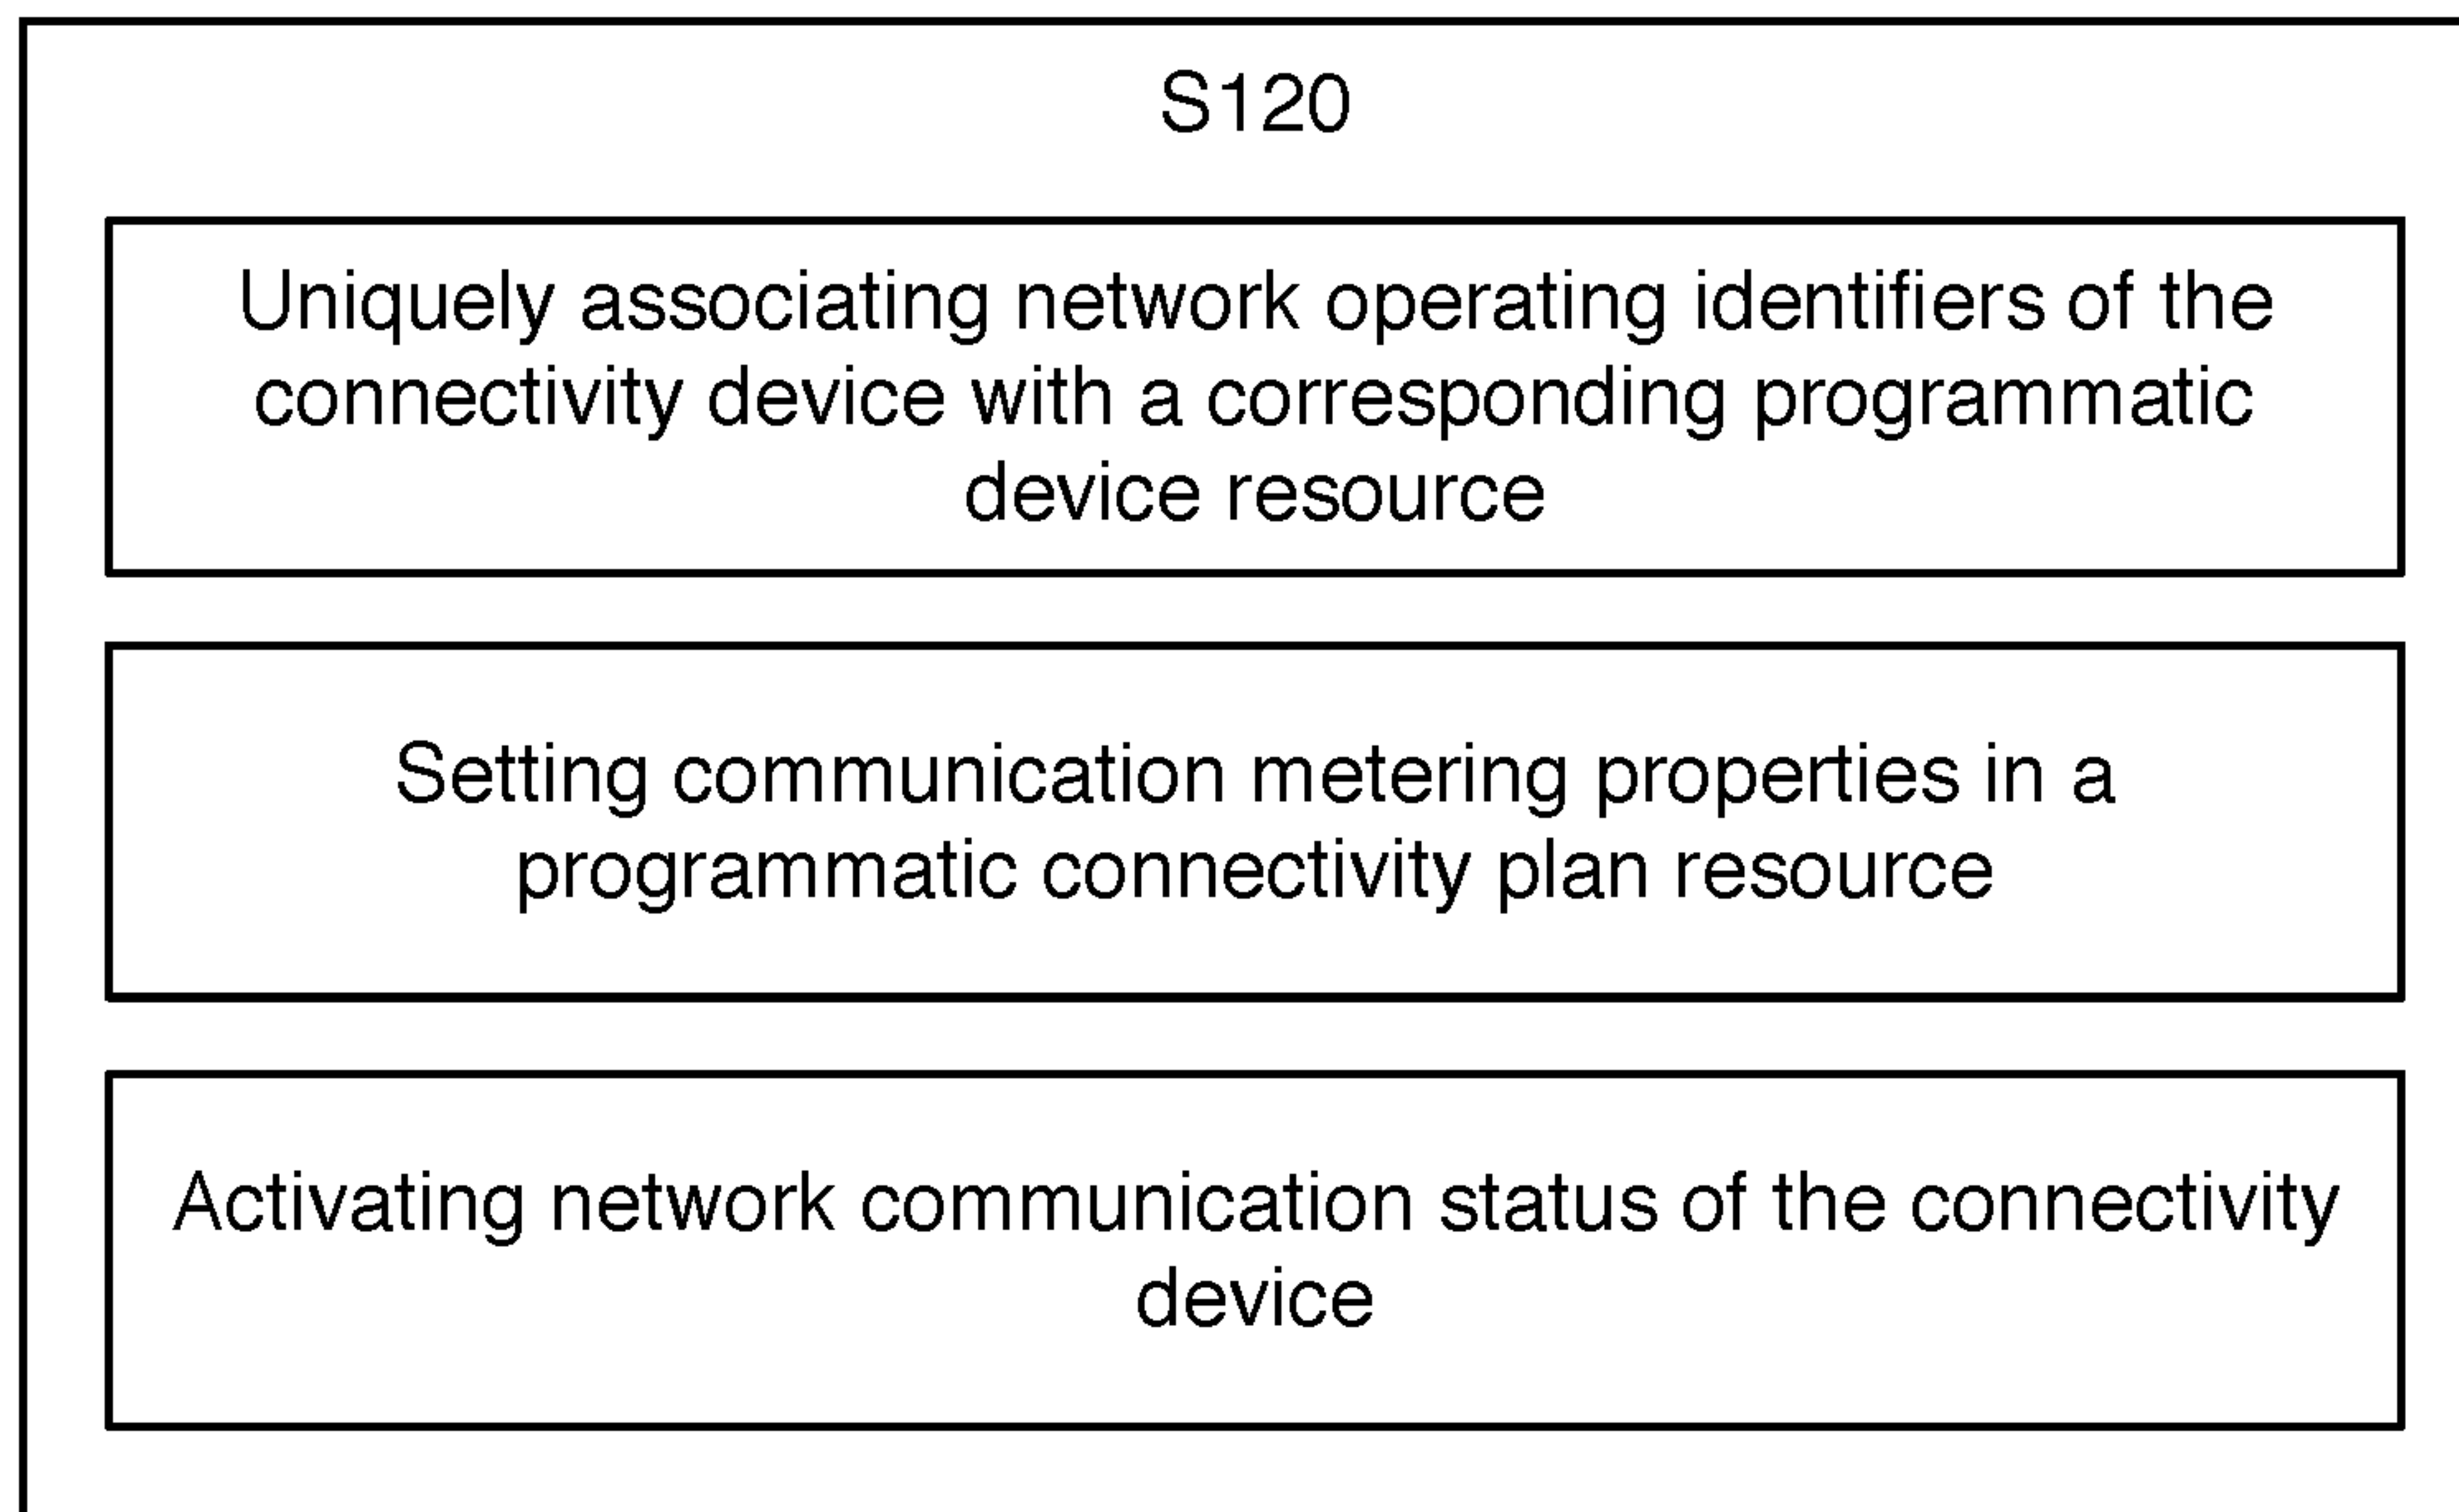 S120
Uniquely associating network operating identifiers of the
connectivity device with a corresponding programmatic
device resource
Setting communication metering properties in a
programmatic connectivity plan resource
Activating network communication status of the connectivity
device